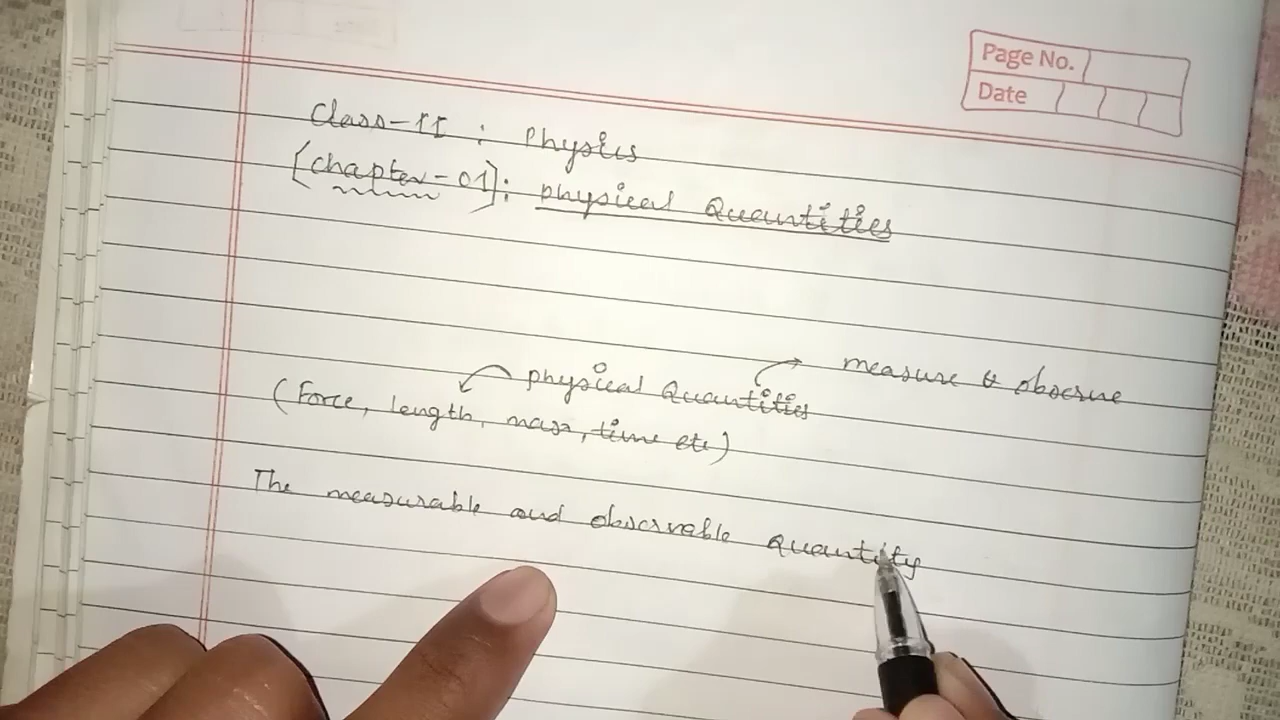 Page No.
Date
Class-II : Physics
[chapter-01]: physical Quantities
physical Quantities → measure & observe
(Force, length, mass, time etc)
The measurable and observable Quantity